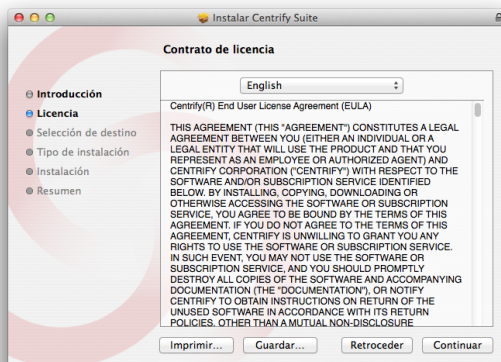 Instalar Centrify Suite
Contrato de licencia
Introducción
Licencia
Selección de destino
Tipo de instalación
Instalación
Resumen
English
Centrify(R) End User License Agreement (EULA)
THIS AGREEMENT (THIS "AGREEMENT") CONSTITUTES A LEGAL
AGREEMENT BETWEEN YOU (EITHER AN INDIVIDUAL OR A
LEGAL ENTITY THAT WILL USE THE PRODUCT AND THAT YOU
REPRESENT AS AN EMPLOYEE OR AUTHORIZED AGENT) AND
CENTRIFY CORPORATION ("CENTRIFY") WITH RESPECT TO THE
SOFTWARE AND/OR SUBSCRIPTION SERVICE IDENTIFIED
BELOW. BY INSTALLING, COPYING, DOWNLOADING OR
OTHERWISE ACCESSING THE SOFTWARE OR SUBSCRIPTION
SERVICE, YOU AGREE TO BE BOUND BY THE TERMS OF THIS
AGREEMENT. IF YOU DO NOT AGREE TO THE TERMS OF THIS
AGREEMENT, CENTRIFY IS UNWILLING TO GRANT YOU ANY
RIGHTS TO USE THE SOFTWARE OR SUBSCRIPTION SERVICE.
IN SUCH EVENT, YOU MAY NOT USE THE SOFTWARE OR
SUBSCRIPTION SERVICE, AND YOU SHOULD PROMPTLY
DESTROY ALL COPIES OF THE SOFTWARE AND ACCOMPANYING
DOCUMENTATION (THE "DOCUMENTATION"), OR NOTIFY
CENTRIFY TO OBTAIN INSTRUCTIONS ON RETURN OF THE
UNUSED SOFTWARE IN ACCORDANCE WITH ITS RETURN
POLICIES. OTHER THAN A MUTUAL NON-DISCLOSURE
Imprimir...
Guardar...
Retroceder
Continuar